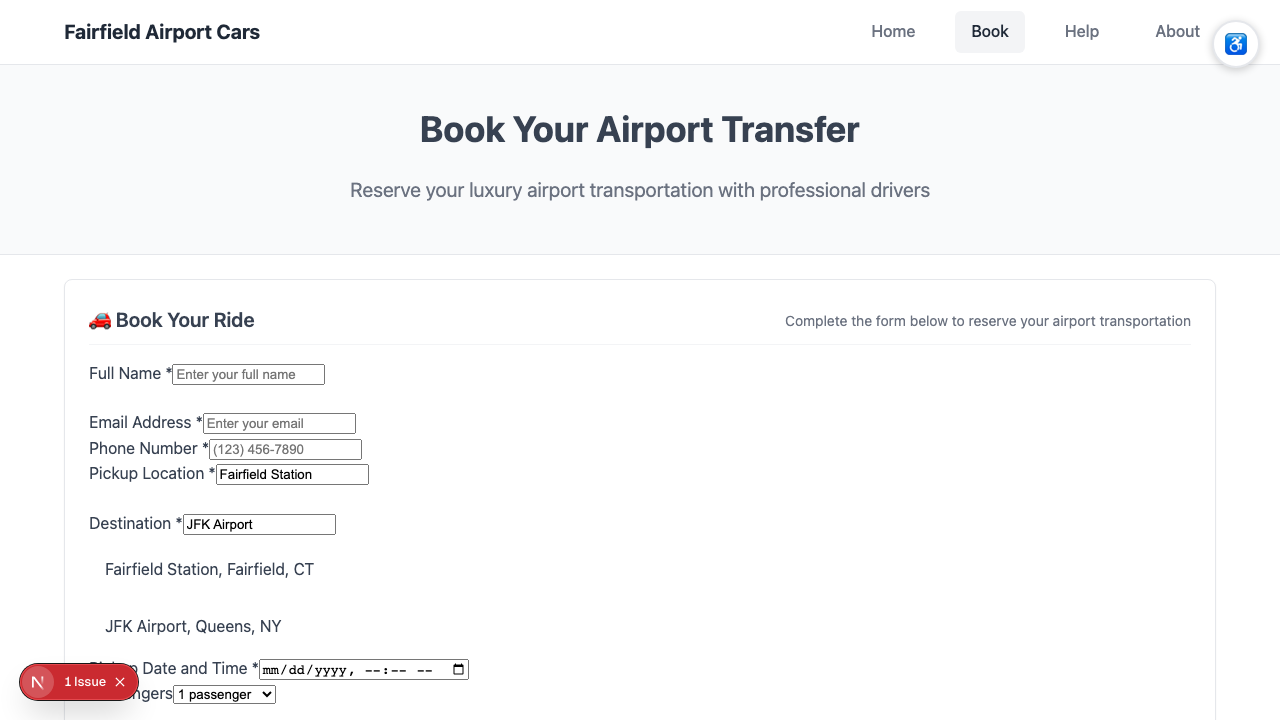 Fairfield Airport Cars
Home
Book
Help
About
Book Your Airport Transfer
Reserve your luxury airport transportation with professional drivers
🚗 Book Your Ride
Complete the form below to reserve your airport transportation
Full Name * Enter your full name
Email Address * Enter your email
Phone Number * (123) 456-7890
Pickup Location * Fairfield Station
Destination * JFK Airport
Fairfield Station, Fairfield, CT
JFK Airport, Queens, NY
Date and Time * mm/dd/yyyy, --:-- --
1 passenger
N 1 Issue ×